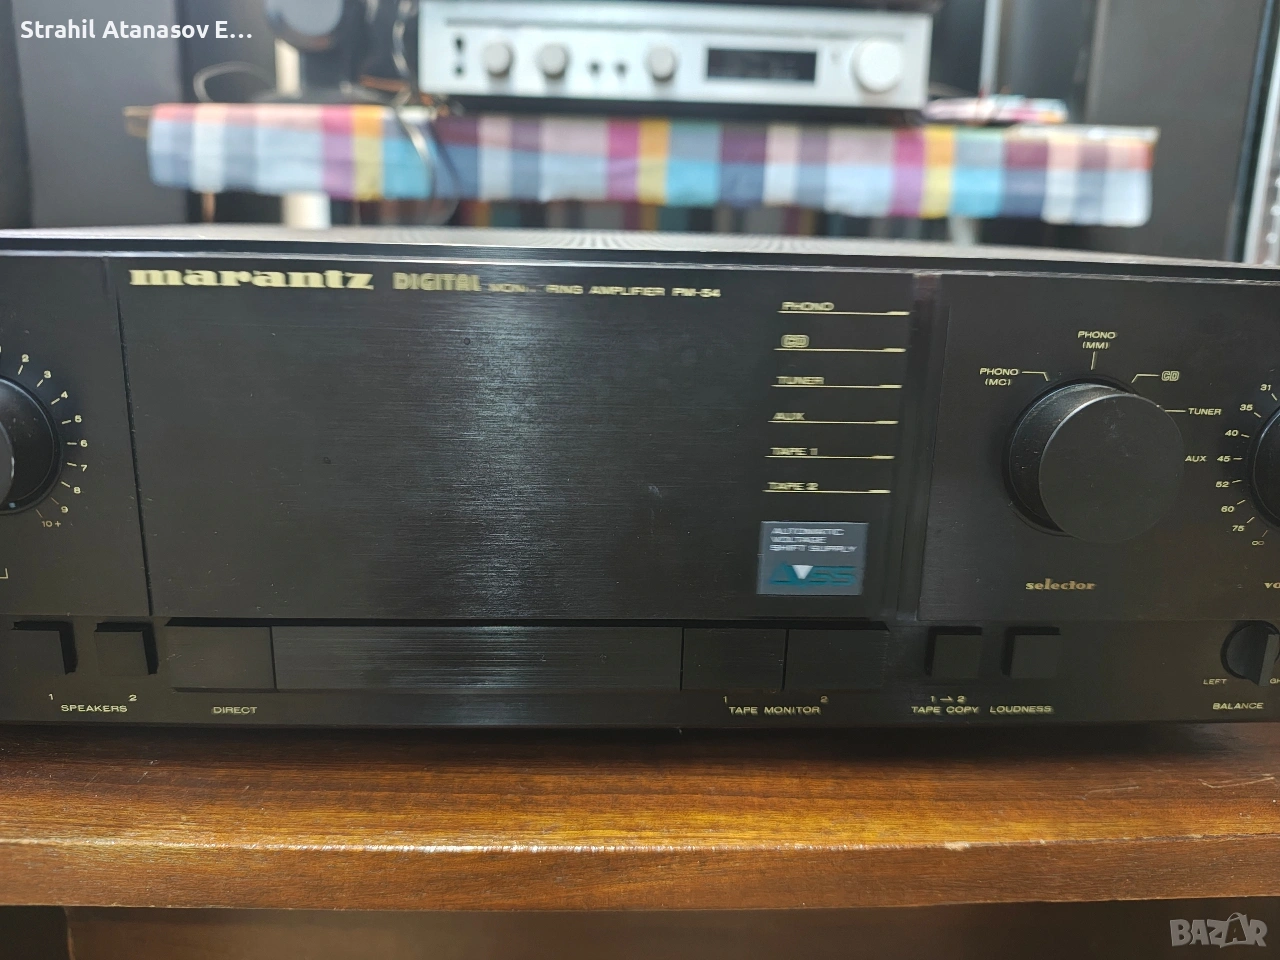 Strahil Atanasov E...
marantz DIGITAL AMPLIFIER PM-54
PHONO
CD
TUNER
AUX
TAPE 1
TAPE 2
AUTOMATIC
VOLTAGE
SHIFT SUPPLY
AVSS
2
3
4
5
6
7
8
9
10+
PHONO
(MM)
PHONO
(MC)
CD
TUNER
AUX
selector
31
35
40
45
52
60
75
∞
1 2
SPEAKERS
DIRECT
1 2
TAPE MONITOR
1→2
TAPE COPY
LOUDNESS
LEFT
BALANCE
BAZAR